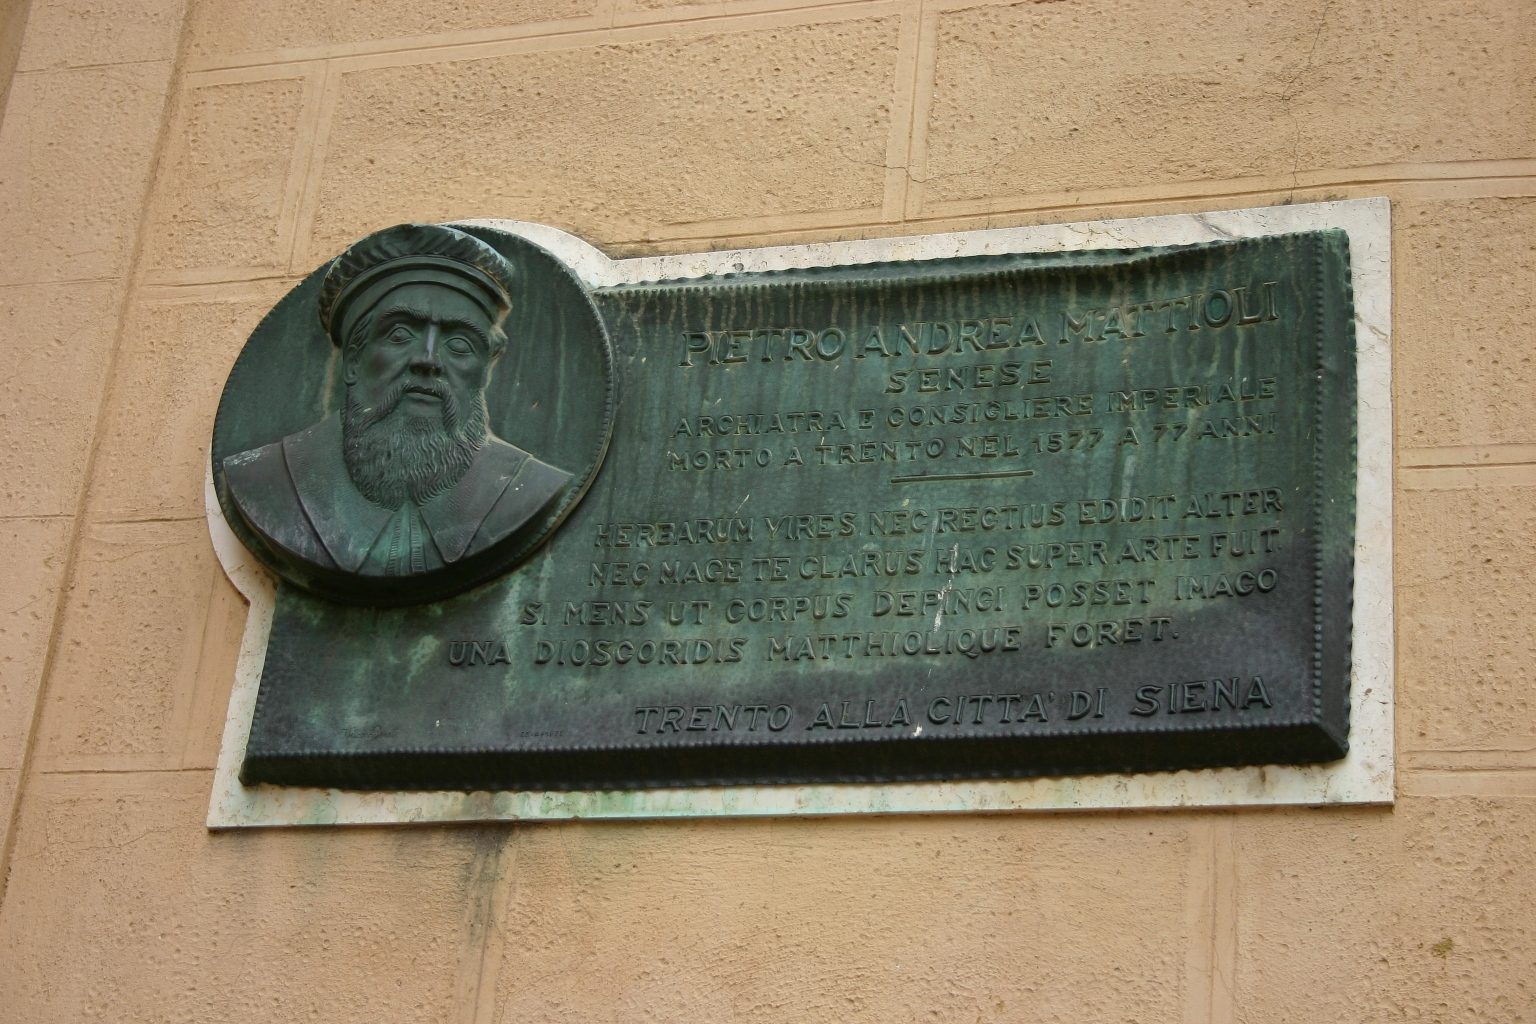 PIETRO ANDREA MATTIOLI
SENESE
ARCHIATRA E CONSIGLIERE IMPERIALE
MORTO A TRENTO NEL 1577 A 77 ANNI
HERBARUM VIRES NEC RECTIUS EDIDIT ALTER
NEC MAGE TE CLARUS HAC SUPER ARTE FUIT.
SI MENS UT CORPUS DEPINGI POSSET IMAGO
UNA DIOSCORIDIS MATTHIOLIQUE FORET.
TRENTO ALLA CITTA' DI SIENA